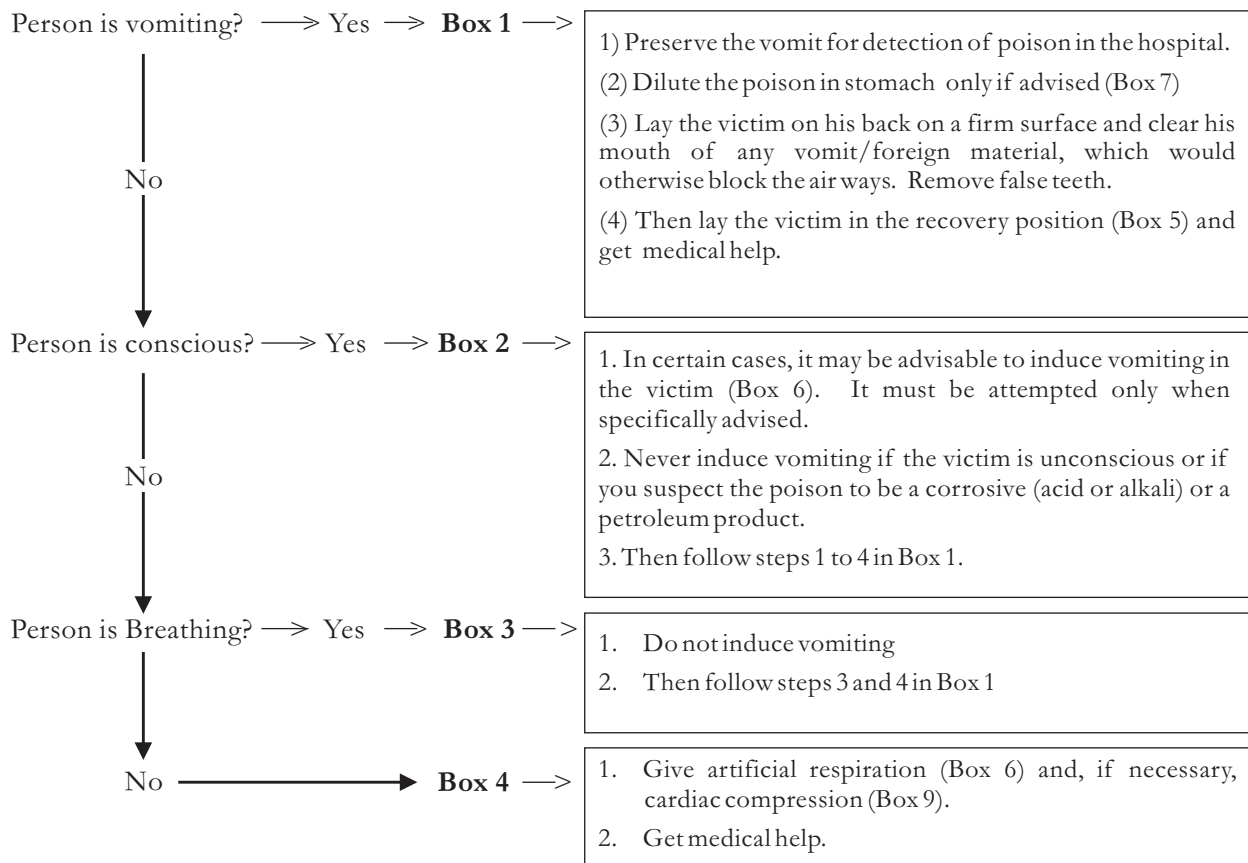 Person is vomiting? Yes Box 1
1) Preserve the vomit for detection of poison in the hospital.
(2) Dilute the poison in stomach only if advised (Box 7)
(3) Lay the victim on his back on a firm surface and clear his
mouth of any vomit/foreign material, which would
otherwise block the air ways. Remove false teeth.
(4) Then lay the victim in the recovery position (Box 5) and
get medical help.
No
Person is conscious? Yes Box 2
1. In certain cases, it may be advisable to induce vomiting in
the victim (Box 6). It must be attempted only when
specifically advised.
2. Never induce vomiting if the victim is unconscious or if
you suspect the poison to be a corrosive (acid or alkali) or a
petroleum product.
3. Then follow steps 1 to 4 in Box 1.
No
Person is Breathing? Yes Box 3
1. Do not induce vomiting
2. Then follow steps 3 and 4 in Box 1
No Box 4
1. Give artificial respiration (Box 6) and, if necessary,
cardiac compression (Box 9).
2. Get medical help.